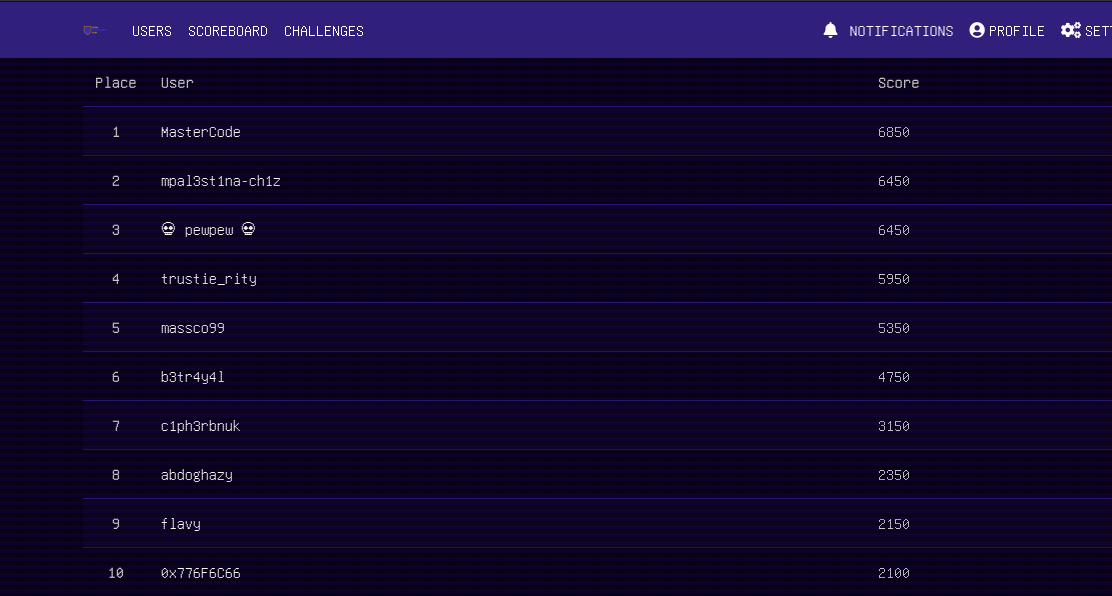 USERS SCOREBOARD CHALLENGES NOTIFICATIONS PROFILE
Place User Score
1 MasterCode 6850
2 mpal3st1na-ch1z 6450
3 💀 pewpew 💀 6450
4 trustie_rity 5950
5 massco99 5350
6 b3tr4y4l 4750
7 c1ph3rbnuk 3150
8 abdoghazy 2350
9 flavy 2150
10 0x776F6C66 2100